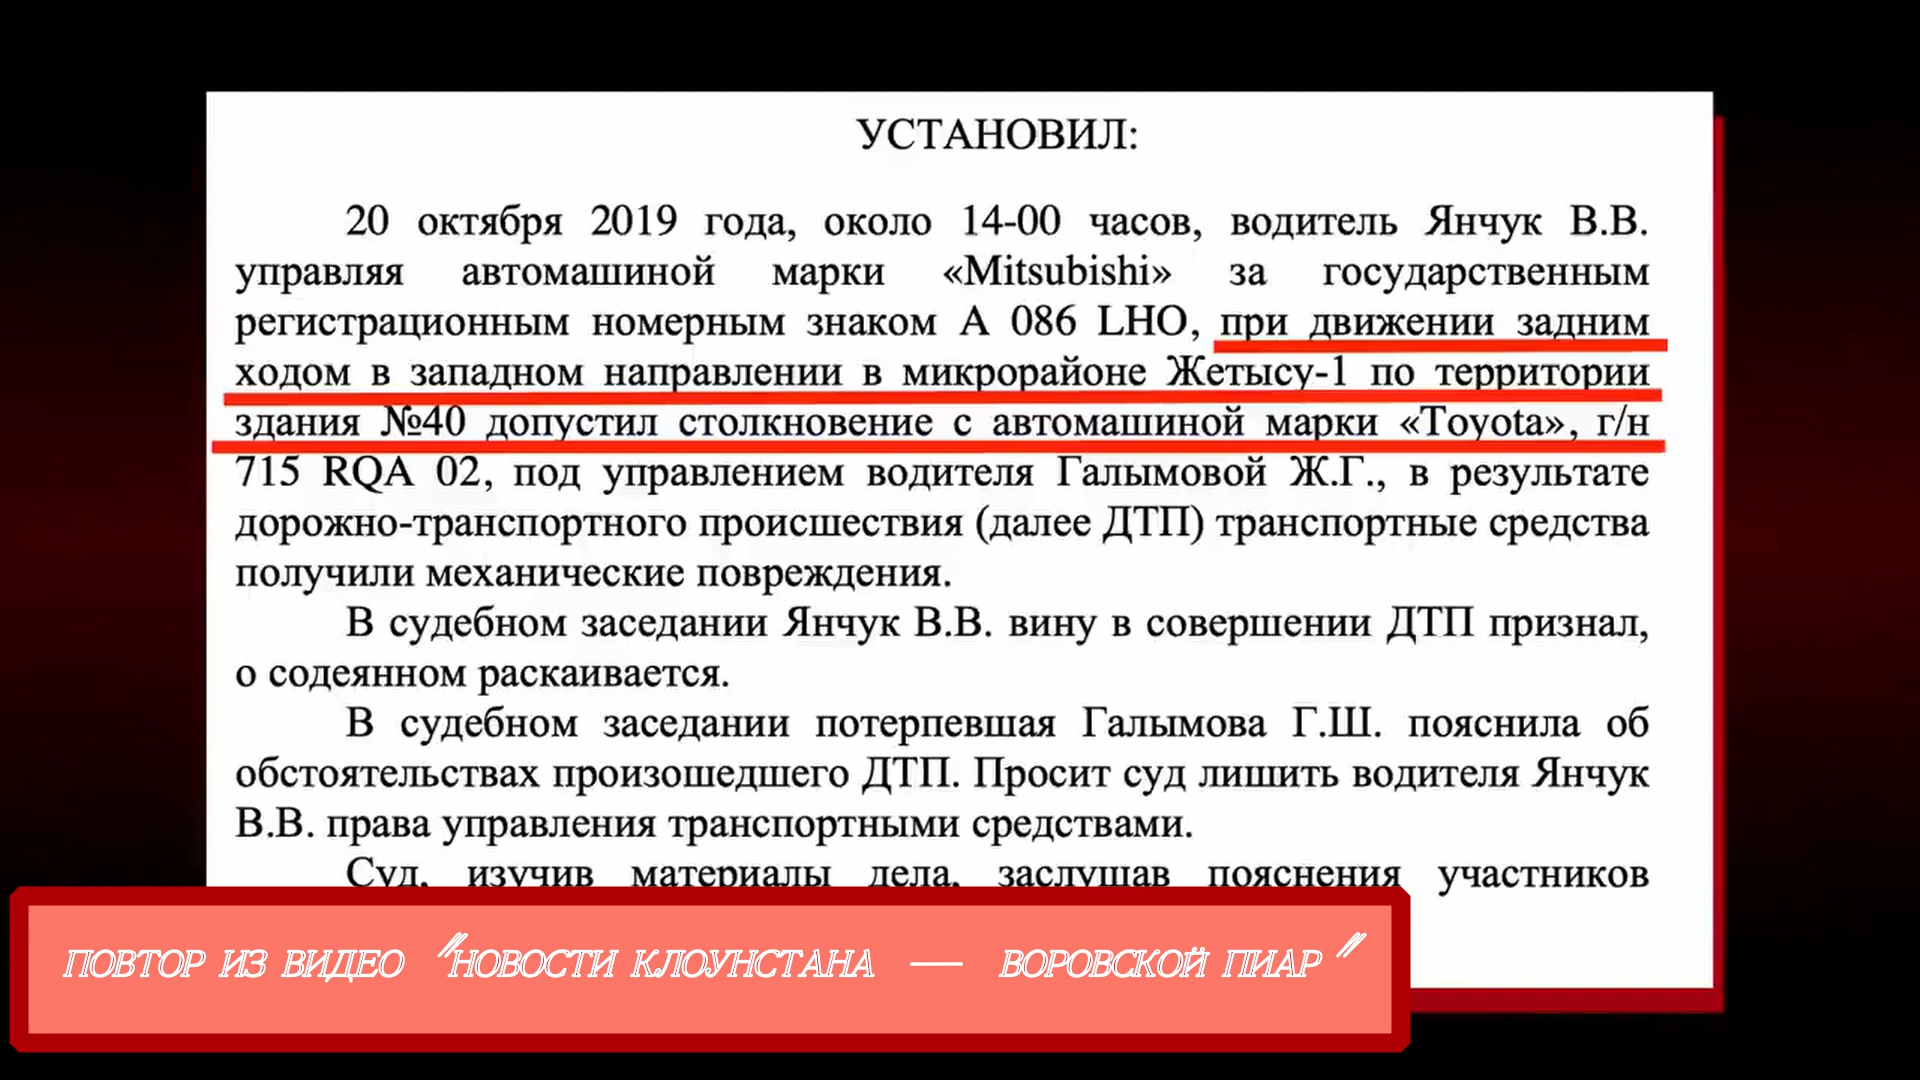 УСТАНОВИЛ:
20 октября 2019 года, около 14-00 часов, водитель Янчук В.В.
управляя автомашиной марки «Mitsubishi» за государственным
регистрационным номерным знаком А 086 LHO, при движении задним
ходом в западном направлении в микрорайоне Жетысу-1 по территории
здания №40 допустил столкновение с автомашиной марки «Toyota», г/н
715 RQA 02, под управлением водителя Галымовой Ж.Г., в результате
дорожно-транспортного происшествия (далее ДТП) транспортные средства
получили механические повреждения.
В судебном заседании Янчук В.В. вину в совершении ДТП признал,
о содеянном раскаивается.
В судебном заседании потерпевшая Галымова Г.Ш. пояснила об
обстоятельствах произошедшего ДТП. Просит суд лишить водителя Янчук
В.В. права управления транспортными средствами.
Суд, изучив материалы дела, заслушав пояснения участников
ПОВТОР ИЗ ВИДЕО "НОВОСТИ КЛОУНСТАНА — ВОРОВСКОЙ ПИАР"